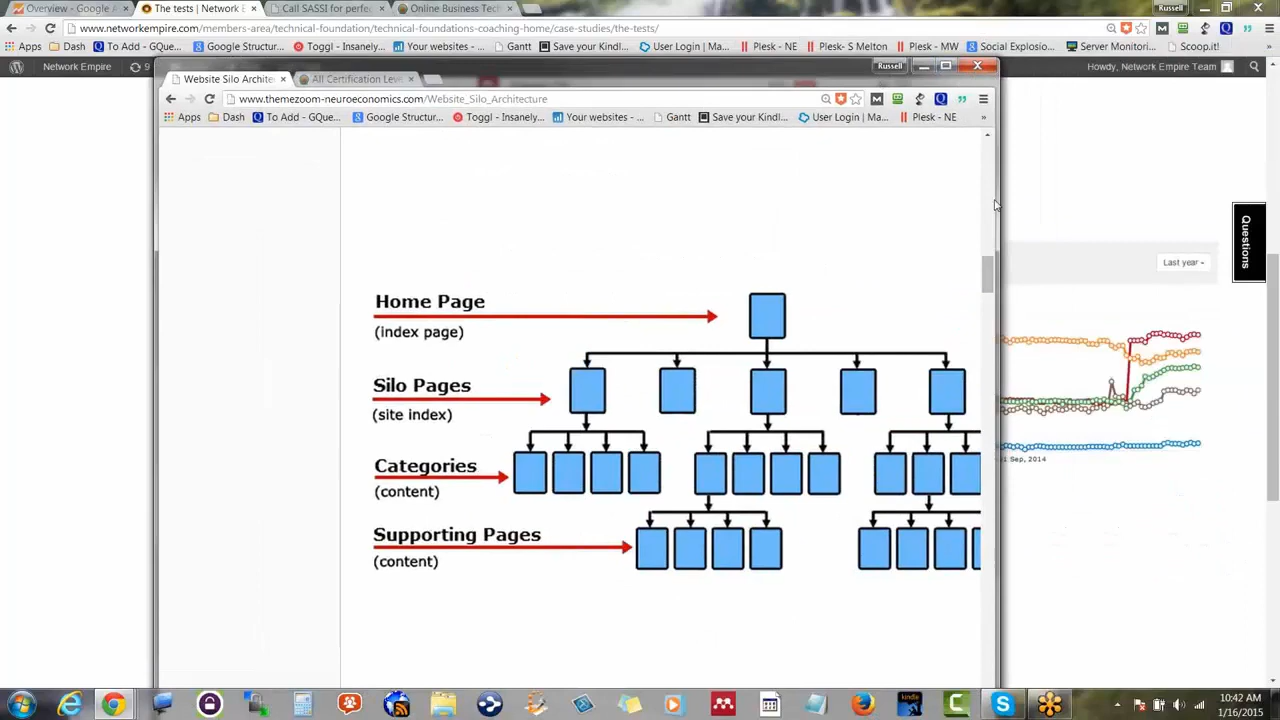 Overview - Google A
The tests | Network E
Call SASSI for perfe
Online Business Tech
Russell
www.networkempire.com/members-area/technical-foundation/technical-foundations-coaching-home/case-studies/the-tests/
Apps
Dash
To Add - GQue...
Google Structur...
Toggl - Insanely...
Your websites - ...
Gantt
Save your Kindl...
User Login | Ma...
Plesk - NE
Plesk- S Melton
Plesk - MW
Social Explosio...
Server Monitori...
Scoop.it!
Network Empire
9
Howdy, Network Empire Team
Website Silo Archite
All Certification Leve
Russell
www.themezoom-neuroeconomics.com/Website_Silo_Architecture
Apps
Dash
To Add - GQue...
Google Structur...
Toggl - Insanely...
Your websites - ...
Gantt
Save your Kindl...
User Login | Ma...
Plesk - NE
Questions
Last year
Home Page
(index page)
Silo Pages
(site index)
Categories
(content)
Supporting Pages
(content)
1 Sep, 2014
10:42 AM
1/16/2015